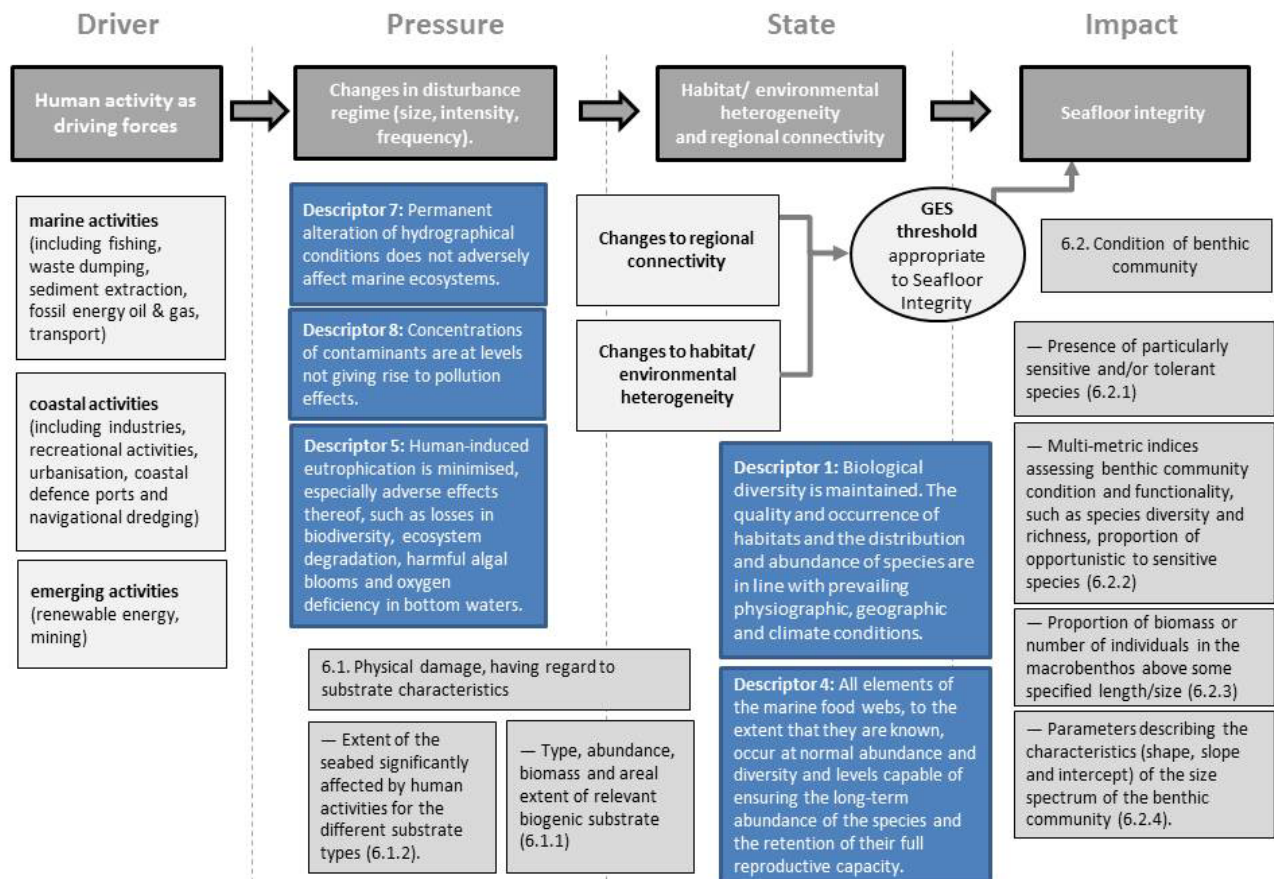 Driver
Pressure
State
Impact
Human activity as
driving forces
Changes in disturbance
regime (size, intensity,
frequency).
Habitat/ environmental
heterogeneity
and regional connectivity
Seafloor integrity
marine activities
(including fishing,
waste dumping,
sediment extraction,
fossil energy oil & gas,
transport)
coastal activities
(including industries,
recreational activities,
urbanisation, coastal
defence ports and
navigational dredging)
emerging activities
(renewable energy,
mining)
Descriptor 7: Permanent
alteration of hydrographical
conditions does not adversely
affect marine ecosystems.
Descriptor 8: Concentrations
of contaminants are at levels
not giving rise to pollution
effects.
Descriptor 5: Human-induced
eutrophication is minimised,
especially adverse effects
thereof, such as losses in
biodiversity, ecosystem
degradation, harmful algal
blooms and oxygen
deficiency in bottom waters.
6.1. Physical damage, having regard to
substrate characteristics
— Extent of the
seabed significantly
affected by human
activities for the
different substrate
types (6.1.2).
— Type, abundance,
biomass and areal
extent of relevant
biogenic substrate
(6.1.1)
Changes to regional
connectivity
Changes to habitat/
environmental
heterogeneity
GES
threshold
appropriate
to Seafloor
Integrity
Descriptor 1: Biological
diversity is maintained. The
quality and occurrence of
habitats and the distribution
and abundance of species are
in line with prevailing
physiographic, geographic
and climate conditions.
Descriptor 4: All elements of
the marine food webs, to the
extent that they are known,
occur at normal abundance and
diversity and levels capable of
ensuring the long-term
abundance of the species and
the retention of their full
reproductive capacity.
6.2. Condition of benthic
community
— Presence of particularly
sensitive and/or tolerant
species (6.2.1)
— Multi-metric indices
assessing benthic community
condition and functionality,
such as species diversity and
richness, proportion of
opportunistic to sensitive
species (6.2.2)
— Proportion of biomass or
number of individuals in the
macrobenthos above some
specified length/size (6.2.3)
— Parameters describing the
characteristics (shape, slope
and intercept) of the size
spectrum of the benthic
community (6.2.4).